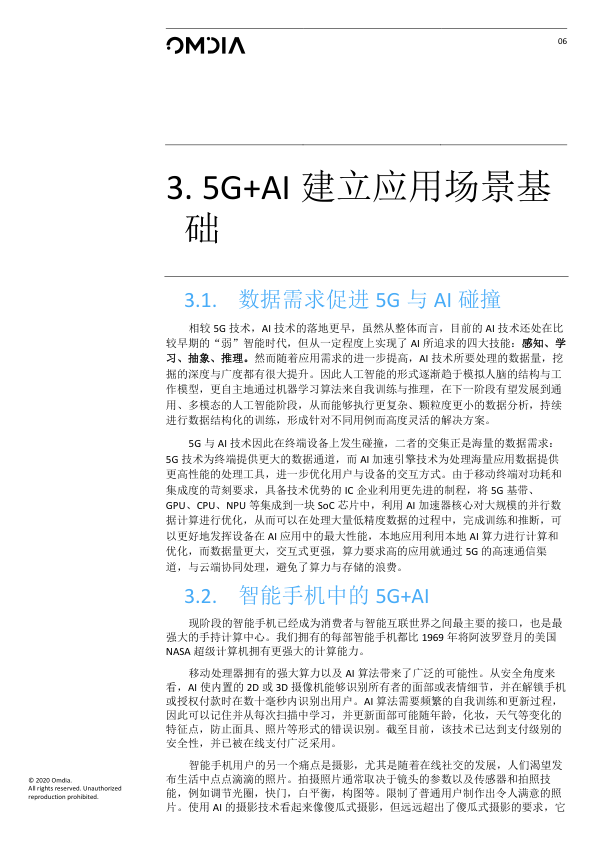 OMDIA
06
3. 5G+AI 建立应用场景基
础
3.1. 数据需求促进 5G 与 AI 碰撞
相较 5G 技术，AI 技术的落地更早，虽然从整体而言，目前的 AI 技术还处在比
较早期的“弱”智能时代，但从一定程度上实现了 AI 所追求的四大技能：感知、学
习、抽象、推理。然而随着应用需求的进一步提高，AI 技术所要处理的数据量，挖
掘的深度与广度都有很大提升。因此人工智能的形式逐渐趋于模拟人脑的结构与工
作模型，更自主地通过机器学习算法来自我训练与推理，在下一阶段有望发展到通
用、多模态的人工智能阶段，从而能够执行更复杂、颗粒度更小的数据分析，持续
进行数据结构化的训练，形成针对不同用例而高度灵活的解决方案。
5G 与 AI 技术因此在终端设备上发生碰撞，二者的交集正是海量的数据需求：
5G 技术为终端提供更大的数据通道，而 AI 加速引擎技术为处理海量应用数据提供
更高性能的处理工具，进一步优化用户与设备的交互方式。由于移动终端对功耗和
集成度的苛刻要求，具备技术优势的 IC 企业利用更先进的制程，将 5G 基带、
GPU、CPU、NPU 等集成到一块 SoC 芯片中，利用 AI 加速器核心对大规模的并行数
据计算进行优化，从而可以在处理大量低精度数据的过程中，完成训练和推断，可
以更好地发挥设备在 AI 应用中的最大性能，本地应用利用本地 AI 算力进行计算和
优化，而数据量更大，交互式更强，算力要求高的应用就通过 5G 的高速通信渠
道，与云端协同处理，避免了算力与存储的浪费。
3.2. 智能手机中的 5G+AI
现阶段的智能手机已经成为消费者与智能互联世界之间最主要的接口，也是最
强大的手持计算中心。我们拥有的每部智能手机都比 1969 年将阿波罗登月的美国
NASA 超级计算机拥有更强大的计算能力。
移动处理器拥有的强大算力以及 AI 算法带来了广泛的可能性。从安全角度来
看，AI 使内置的 2D 或 3D 摄像机能够识别所有者的面部或表情细节，并在解锁手机
或授权付款时在数十毫秒内识别出用户。AI 算法需要频繁的自我训练和更新过程，
因此可以记住并从每次扫描中学习，并更新面部可能随年龄，化妆，天气等变化的
特征点，防止面具、照片等形式的错误识别。截至目前，该技术已达到支付级别的
安全性，并已被在线支付广泛采用。
智能手机用户的另一个痛点是摄影，尤其是随着在线社交的发展，人们渴望发
布生活中点点滴滴的照片。拍摄照片通常取决于镜头的参数以及传感器和拍照技
能，例如调节光圈，快门，白平衡，构图等。限制了普通用户制作出令人满意的照
片。使用 AI 的摄影技术看起来像傻瓜式摄影，但远远超出了傻瓜式摄影的要求，它
© 2020 Omdia.
All rights reserved. Unauthorized
reproduction prohibited.